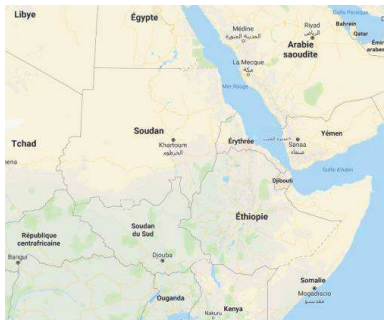 Libye
Égypte
Médine
المدينة المنورة
Riyad
الرياض
Bahreïn
Qatar
Arabie
saoudite
La Mecque
مكة
Mer Rouge
Tchad
Soudan
Khartoum
الخرطوم
Érythrée
Sanaa
صنعاء
Yémen
Djibouti
Golfe d'Aden
Éthiopie
République
centrafricaine
Bangui
Soudan
du Sud
Djouba
Ouganda
Kenya
Nakuru
Somalie
Mogadiscio
مقديشو